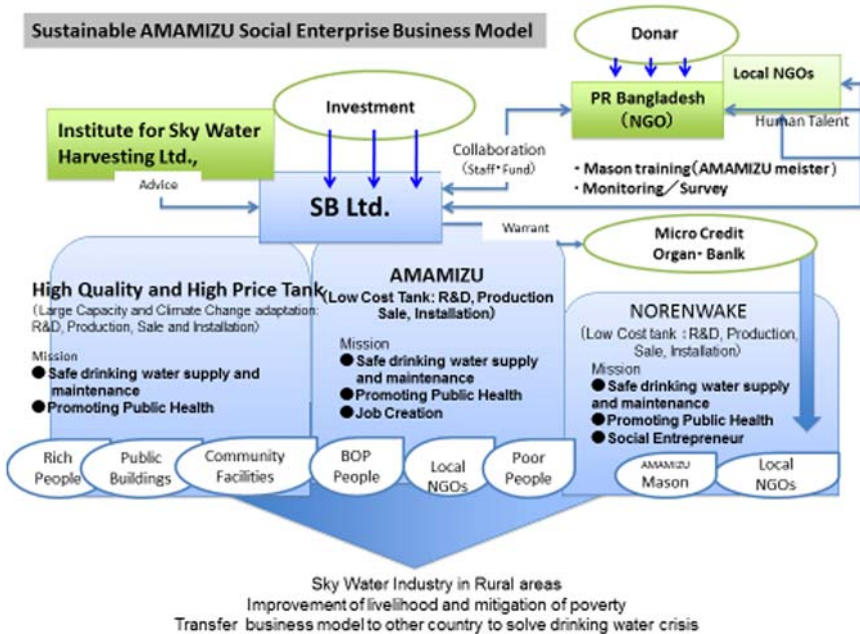 Sustainable AMAMIZU Social Enterprise Business Model
Donar
Local NGOs
PR Bangladesh
(NGO)
Human Talent
Investment
Institute for Sky Water
Harvesting Ltd.,
Collaboration
(Staff・Fund)
・Mason training(AMAMIZU meister)
・Monitoring／Survey
Advice
SB Ltd.
Warrant
Micro Credit
Organ・Banlk
High Quality and High Price Tank
(Large Capacity and Climate Change adaptation:
R&D, Production, Sale and Installation)
Mission
●Safe drinking water supply and
maintenance
●Promoting Public Health
AMAMIZU
(Low Cost Tank: R&D, Production
Sale, Installation)
Mission
●Safe drinking water supply
and maintenance
●Promoting Public Health
●Job Creation
NORENWAKE
(Low Cost tank : R&D, Production,
Sale, Installation)
Mission
●Safe drinking water supply
and maintenance
●Promoting Public Health
●Social Entrepreneur
Rich
People
Public
Buildings
Community
Facilities
BOP
People
Local
NGOs
Poor
People
AMAMIZU
Mason
Local
NGOs
Sky Water Industry in Rural areas
Improvement of livelihood and mitigation of poverty
Transfer business model to other country to solve drinking water crisis